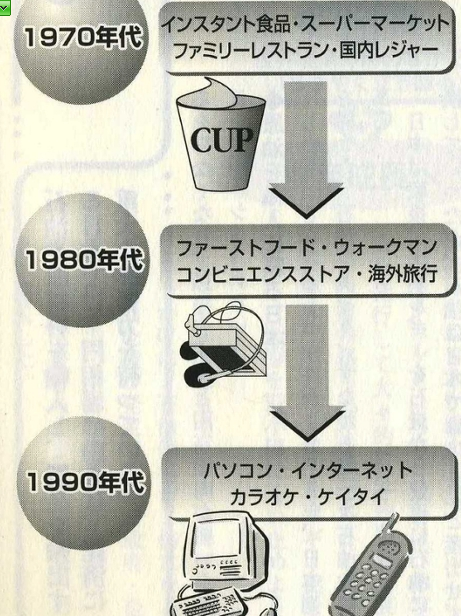 1970年代
インスタント食品・スーパーマーケット
ファミリーレストラン・国内レジャー
CUP
1980年代
ファーストフード・ウォークマン
コンビニエンスストア・海外旅行
1990年代
パソコン・インターネット
カラオケ・ケイタイ